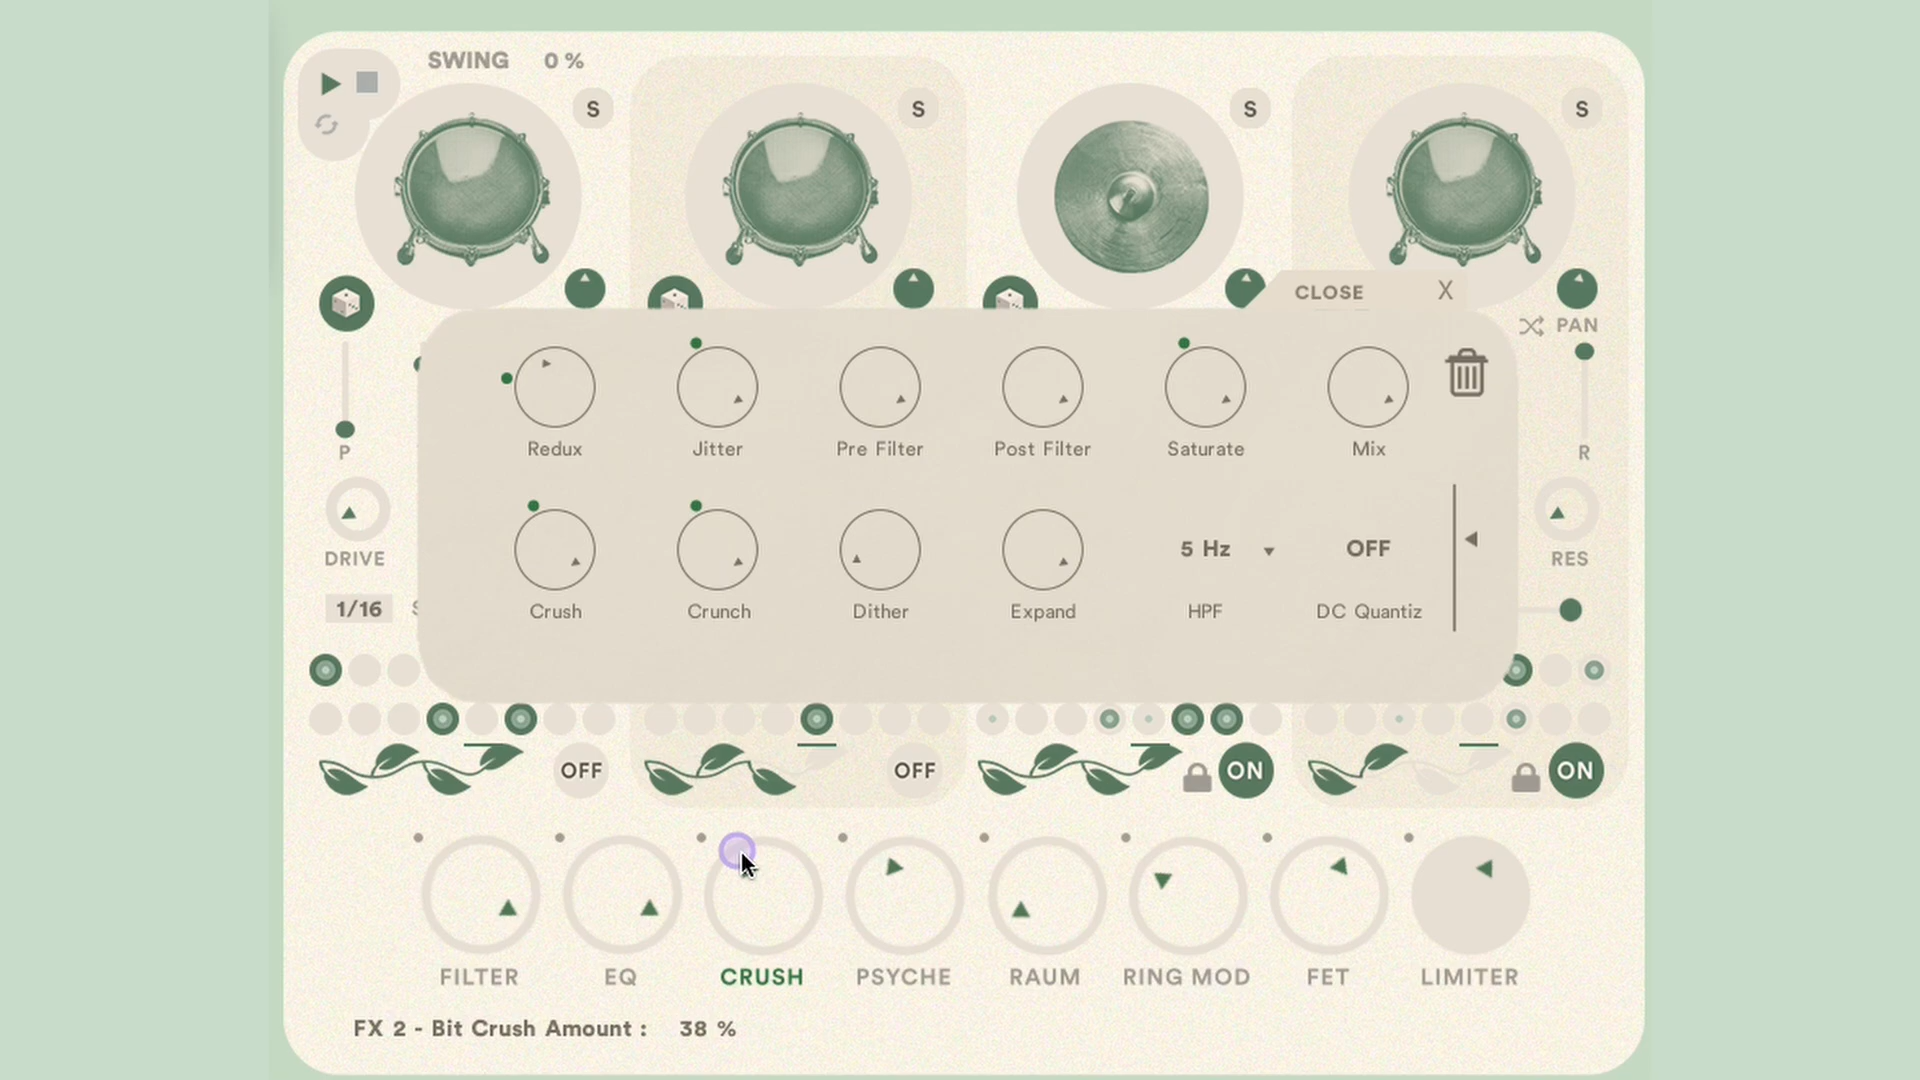 SWING 0 %
S S S S
CLOSE X
PAN
Redux Jitter Pre Filter Post Filter Saturate Mix
P R
5 Hz OFF
DRIVE RES
Crush Crunch Dither Expand HPF DC Quantiz
1/16 S
OFF OFF ON ON
FILTER EQ CRUSH PSYCHE RAUM RING MOD FET LIMITER
FX 2 - Bit Crush Amount : 38 %